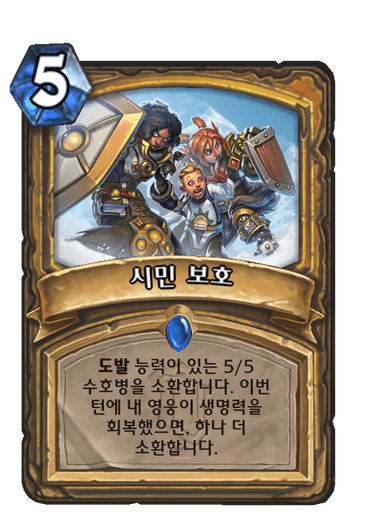 5
시민 보호
도발 능력이 있는 5/5
수호병을 소환합니다. 이번
턴에 내 영웅이 생명력을
회복했으면, 하나 더
소환합니다.